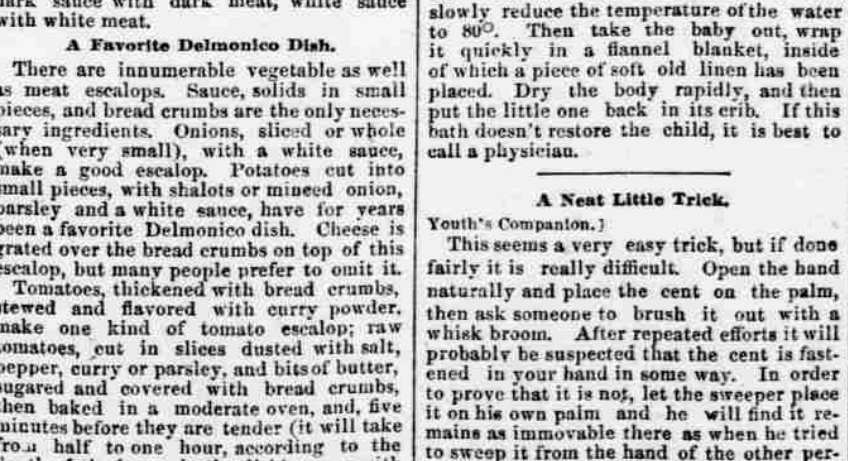 sauce with dark meat, white sauce
with white meat.
A Favorite Delmonico Dish.
There are innumerable vegetable as well
as meat escalops. Sauce, solids in small
pieces, and bread crumbs are the only neces-
sary ingredients. Onions, sliced or whole
(when very small), with a white sauce,
make a good escalop. Potatoes cut into
small pieces, with shalots or minced onion,
parsley and a white sauce, have for years
been a favorite Delmonico dish. Cheese is
grated over the bread crumbs on top of this
escalop, but many people prefer to omit it.
Tomatoes, thickened with bread crumbs,
stewed and flavored with curry powder.
make one kind of tomato escalop; raw
tomatoes, cut in slices dusted with salt,
pepper, curry or parsley, and bits of butter,
sugared and covered with bread crumbs,
then baked in a moderate oven, and, five
minutes before they are tender (it will take
from half to one hour, according to the
slowly reduce the temperature of the water
to 80°. Then take the baby out, wrap
it quickly in a flannel blanket, inside
of which a piece of soft old linen has been
placed. Dry the body rapidly, and then
put the little one back in its crib. If this
bath doesn't restore the child, it is best to
call a physician.
A Neat Little Trick.
Youth's Companion.]
This seems a very easy trick, but if done
fairly it is really difficult. Open the hand
naturally and place the cent on the palm,
then ask someone to brush it out with a
whisk broom. After repeated efforts it will
probably be suspected that the cent is fast-
ened in your hand in some way. In order
to prove that it is not, let the sweeper place
it on his own palm and he will find it re-
mains as immovable there as when he tried
to sweep it from the hand of the other per-